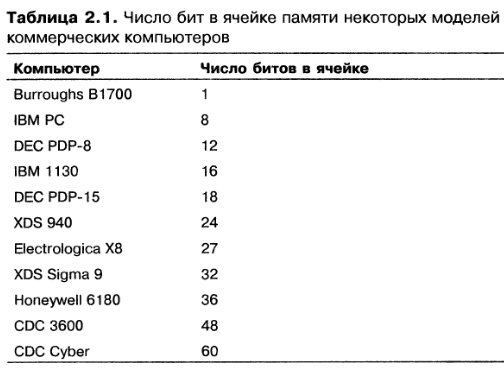 Таблица 2.1. Число бит в ячейке памяти некоторых моделей
коммерческих компьютеров
Компьютер Число битов в ячейке
Burroughs B1700 1
IBM PC 8
DEC PDP-8 12
IBM 1130 16
DEC PDP-15 18
XDS 940 24
Electrologica X8 27
XDS Sigma 9 32
Honeywell 6180 36
CDC 3600 48
CDC Cyber 60